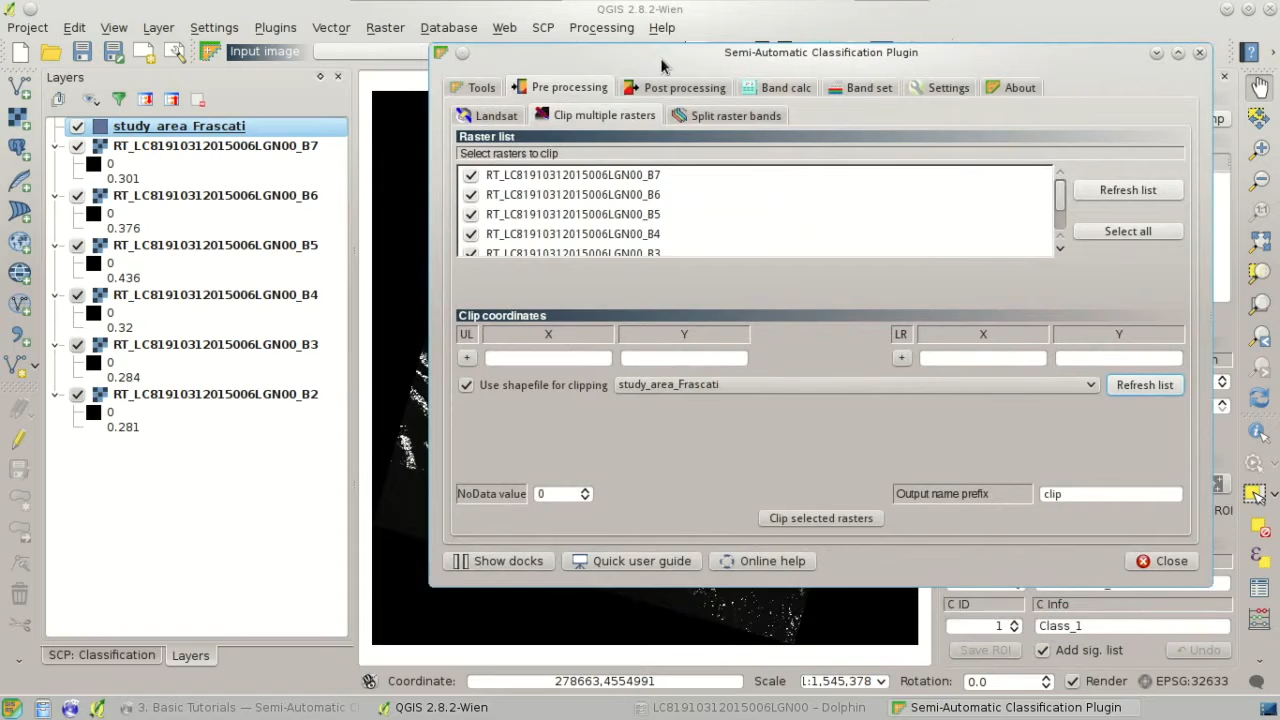 QGIS 2.8.2-Wien
Project Edit View Layer Settings Plugins Vector Raster Database Web SCP Processing Help
Input image
Semi-Automatic Classification Plugin
Layers
Tools Pre processing Post processing Band calc Band set Settings About
Landsat Clip multiple rasters Split raster bands
study_area_Frascati
RT_LC81910312015006LGN00_B7
0
0.301
RT_LC81910312015006LGN00_B6
0
0.376
RT_LC81910312015006LGN00_B5
0
0.436
RT_LC81910312015006LGN00_B4
0
0.32
RT_LC81910312015006LGN00_B3
0
0.284
RT_LC81910312015006LGN00_B2
0
0.281
Raster list
Select rasters to clip
RT_LC81910312015006LGN00_B7
RT_LC81910312015006LGN00_B6
RT_LC81910312015006LGN00_B5
RT_LC81910312015006LGN00_B4
RT_LC81910312015006LGN00_B3
Refresh list
Select all
Clip coordinates
UL X Y LR X Y
+ +
Use shapefile for clipping study_area_Frascati Refresh list
NoData value 0 Output name prefix clip
Clip selected rasters
Show docks Quick user guide Online help Close
C ID C Info
1 Class_1
Save ROI Add sig. list Undo
SCP: Classification Layers
Coordinate: 278663,4554991 Scale 1:1,545,378 Rotation: 0.0 Render EPSG:32633
3. Basic Tutorials — Semi-Automatic C QGIS 2.8.2-Wien LC81910312015006LGN00 – Dolphin Semi-Automatic Classification Plugin